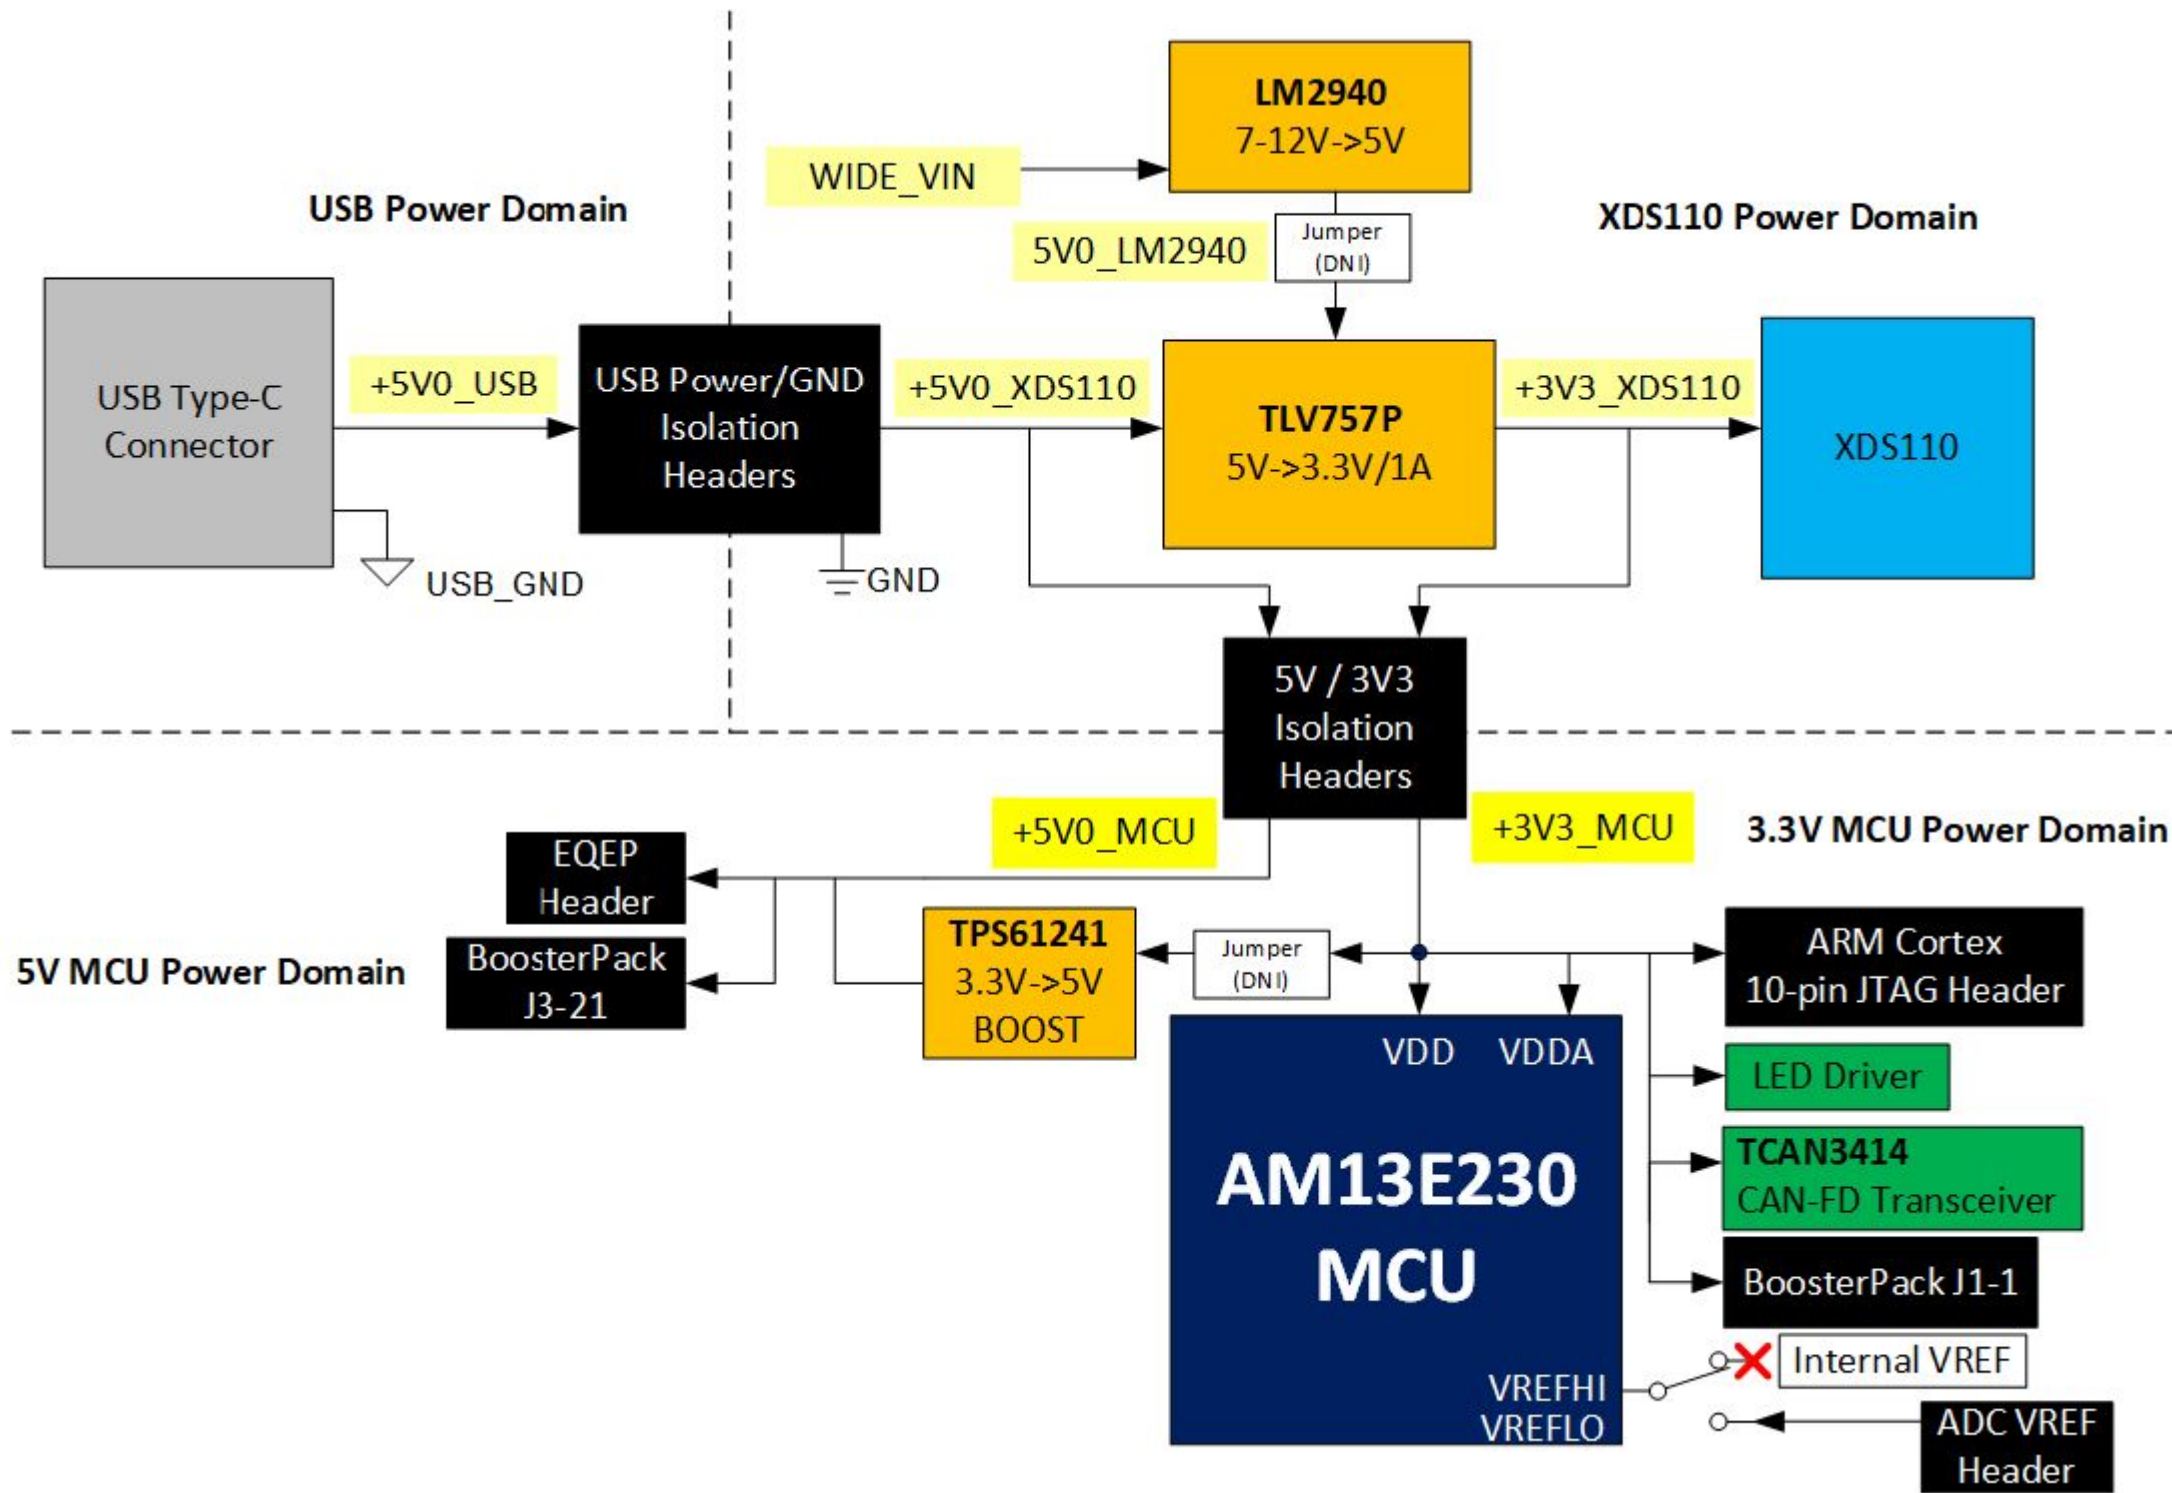 LM2940
7-12V->5V
WIDE_VIN
USB Power Domain
XDS110 Power Domain
5V0_LM2940
Jumper
(DNI)
USB Type-C
Connector
+5V0_USB
USB Power/GND
Isolation
Headers
+5V0_XDS110
TLV757P
5V->3.3V/1A
+3V3_XDS110
XDS110
USB_GND
GND
5V / 3V3
Isolation
Headers
+5V0_MCU
+3V3_MCU
3.3V MCU Power Domain
EQEP
Header
5V MCU Power Domain
BoosterPack
J3-21
TPS61241
3.3V->5V
BOOST
Jumper
(DNI)
ARM Cortex
10-pin JTAG Header
VDD
VDDA
LED Driver
AM13E230
MCU
TCAN3414
CAN-FD Transceiver
BoosterPack J1-1
Internal VREF
VREFHI
VREFLO
ADC VREF
Header